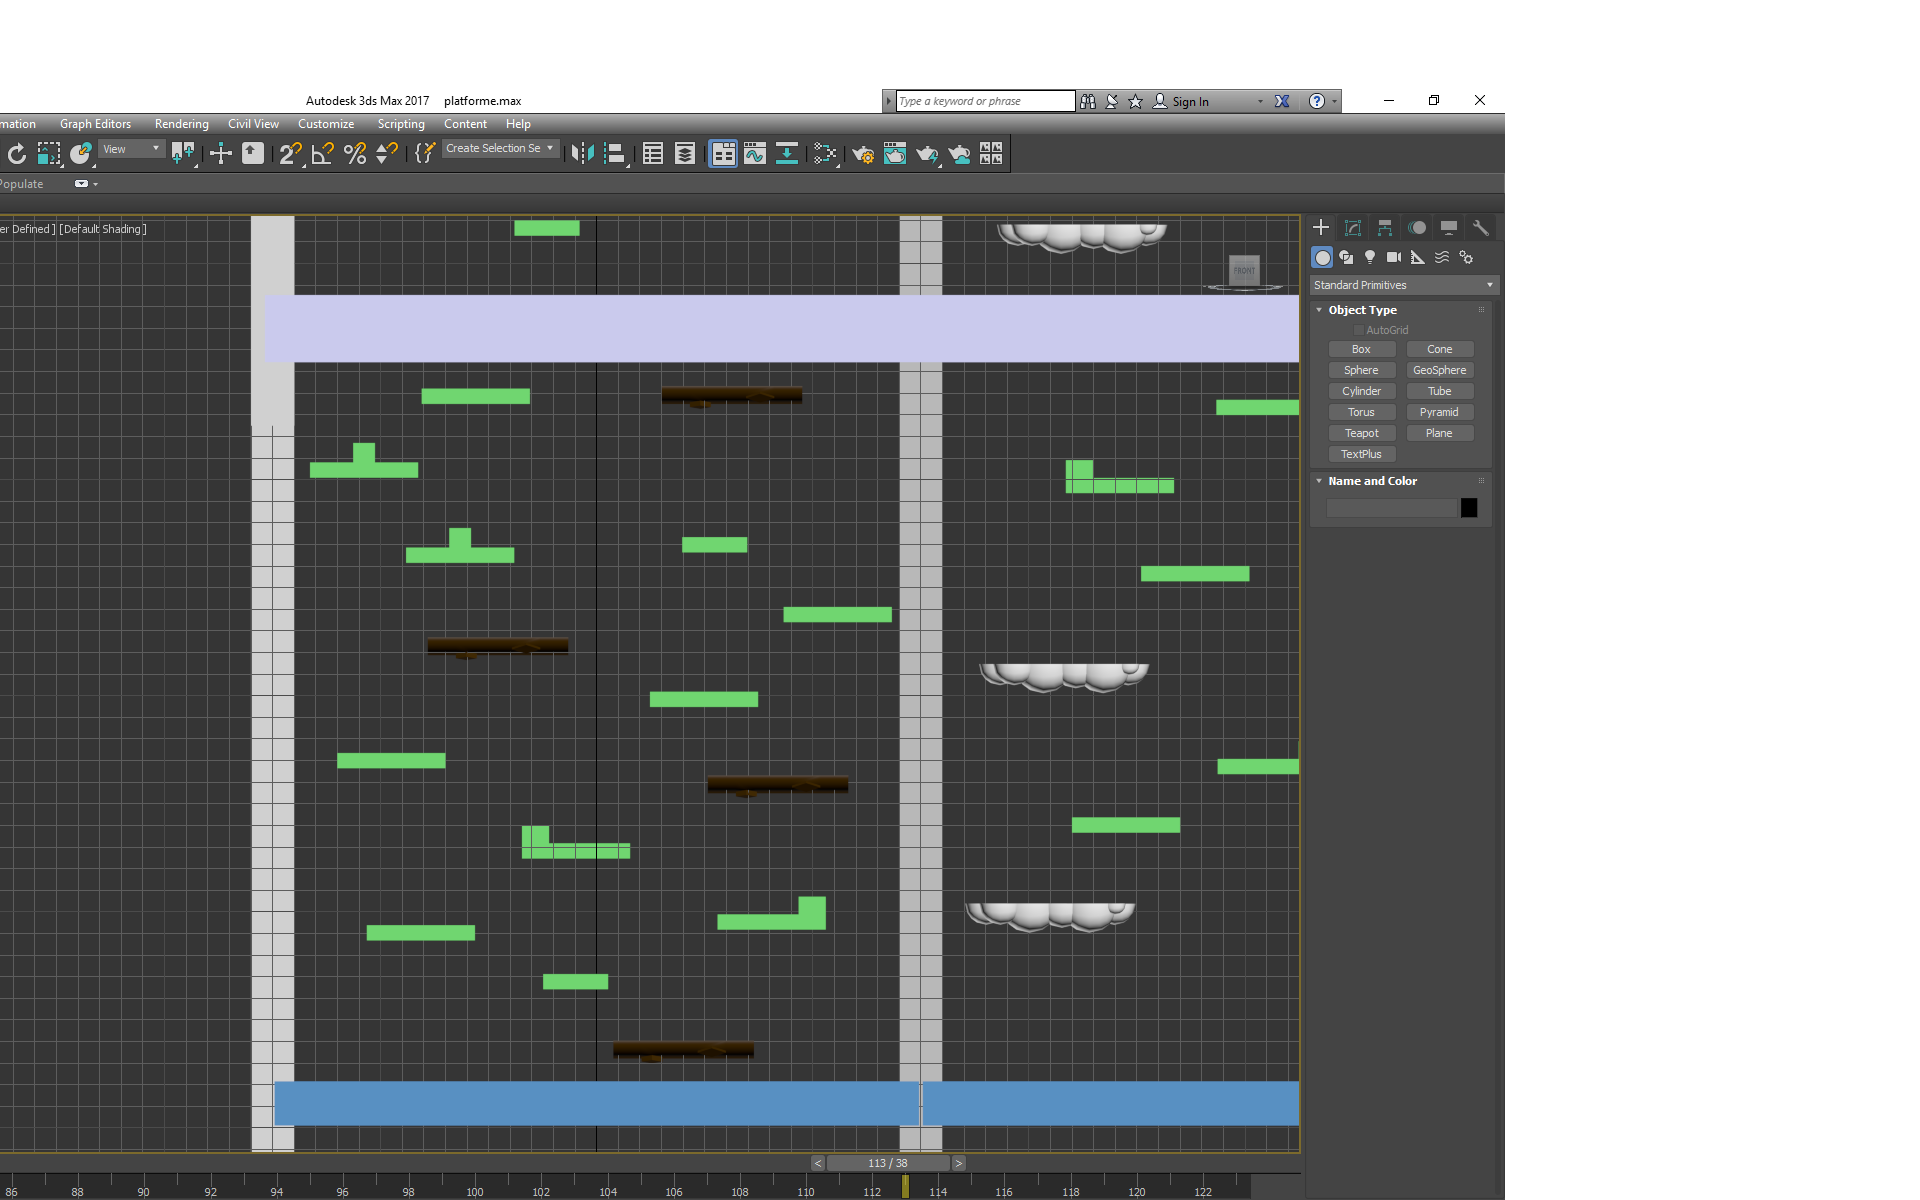 Autodesk 3ds Max 2017 platforme.max
Type a keyword or phrase
Sign In
mation Graph Editors Rendering Civil View Customize Scripting Content Help
View
Create Selection Se
Populate
er Defined ] [Default Shading ]
FRONT
Standard Primitives
Object Type
AutoGrid
Box Cone
Sphere GeoSphere
Cylinder Tube
Torus Pyramid
Teapot Plane
TextPlus
Name and Color
< 113 / 38 >
86 88 90 92 94 96 98 100 102 104 106 108 110 112 114 116 118 120 122